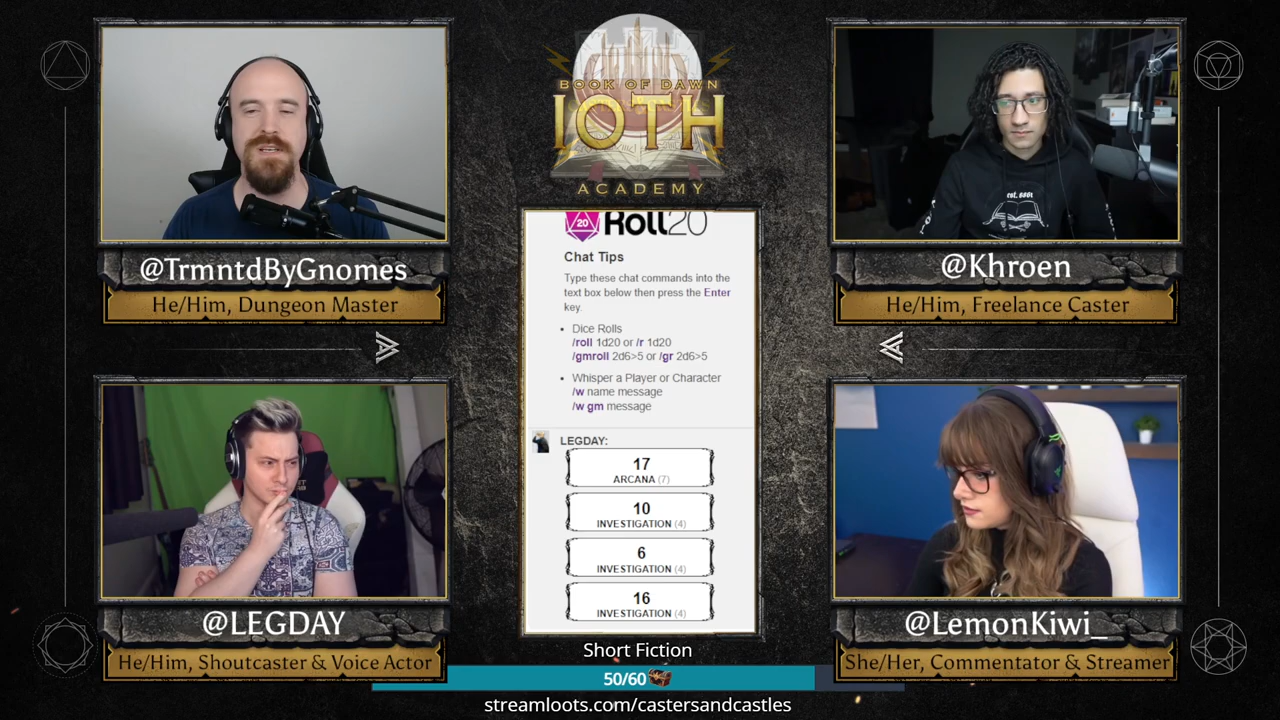 BOOK OF DAWN
IOTH
ACADEMY
@TrmntdByGnomes
He/Him, Dungeon Master
est. 6861
@Khroen
He/Him, Freelance Caster
20
Roll20
Chat Tips
Type these chat commands into the
text box below then press the Enter
key.
• Dice Rolls
/roll 1d20 or /r 1d20
/gmroll 2d6>5 or /gr 2d6>5
• Whisper a Player or Character
/w name message
/w gm message
LEGDAY:
17
ARCANA (7)
10
INVESTIGATION (4)
6
INVESTIGATION (4)
16
INVESTIGATION (4)
@LEGDAY
He/Him, Shoutcaster & Voice Actor
@LemonKiwi_
She/Her, Commentator & Streamer
Short Fiction
50/60
streamloots.com/castersandcastles